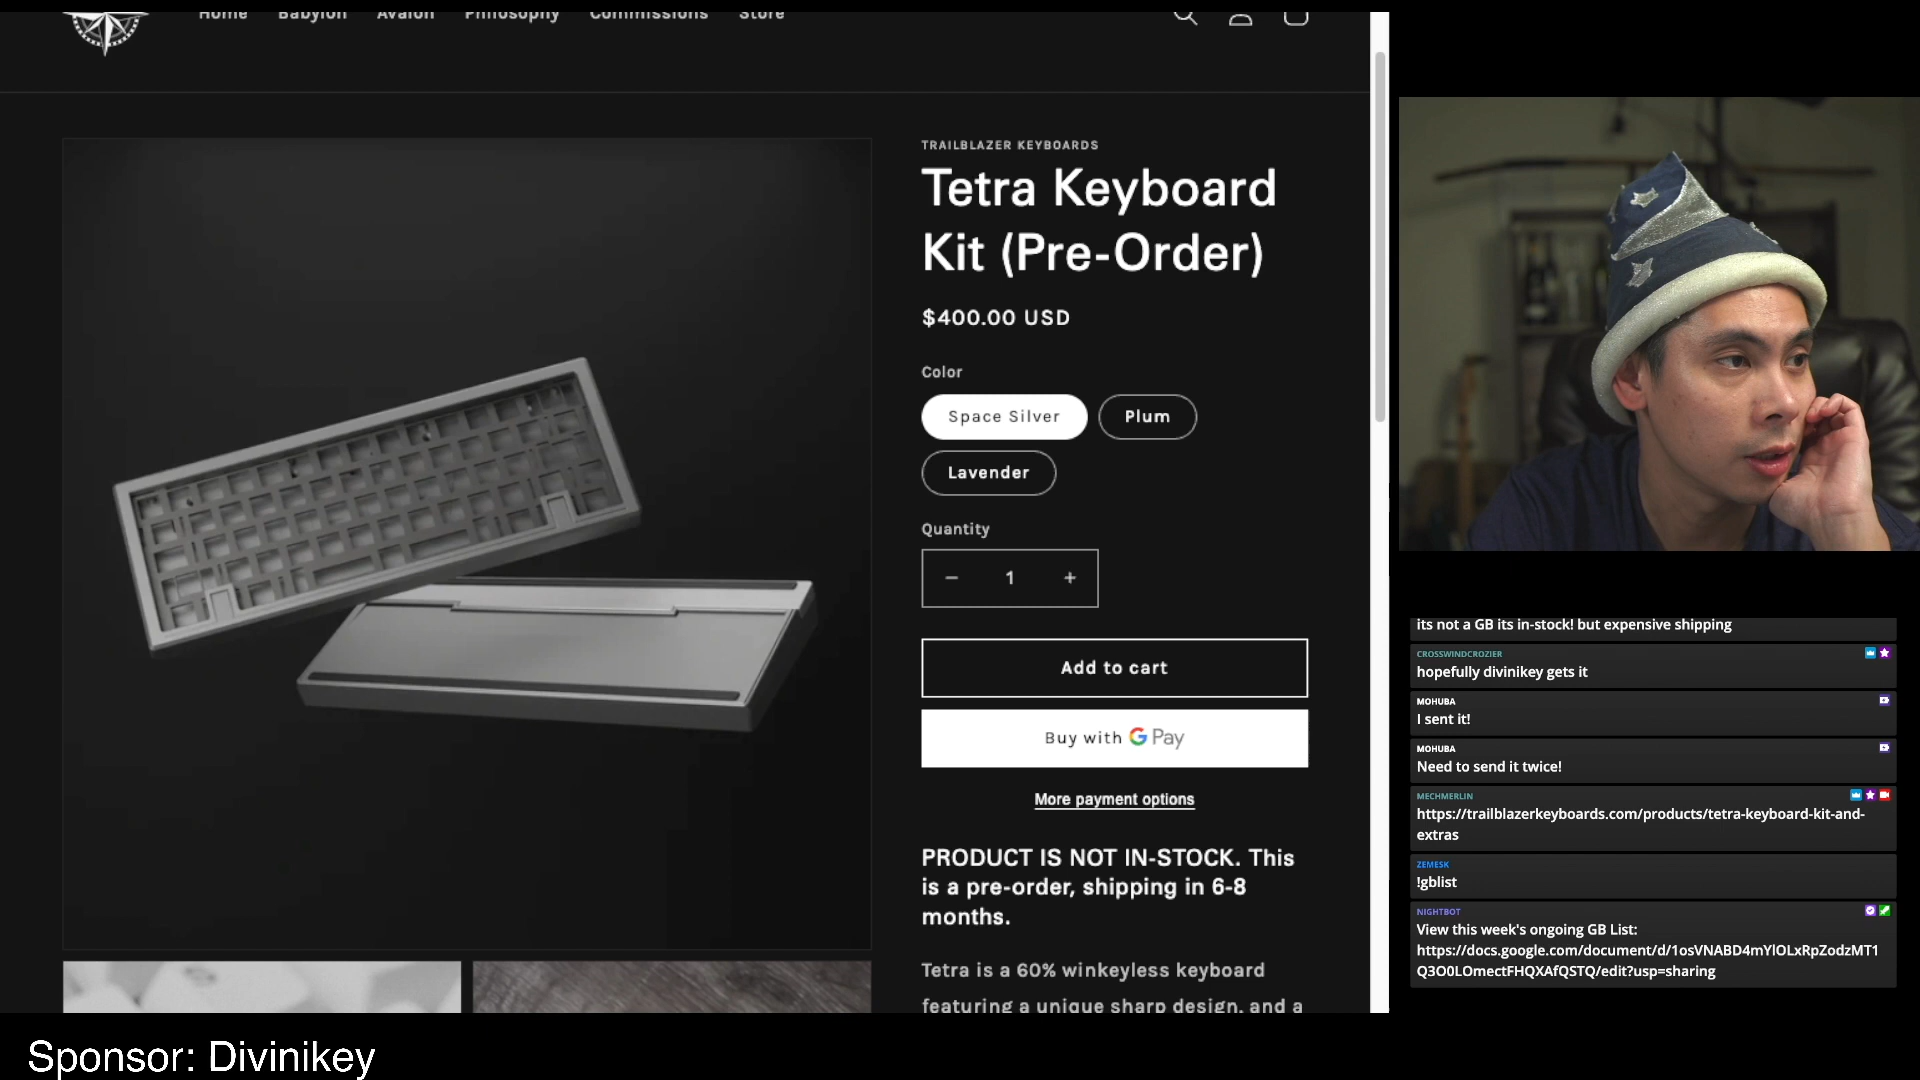 Home Babylon Avalon Philosophy Commissions Store
TRAILBLAZER KEYBOARDS
Tetra Keyboard
Kit (Pre-Order)
$400.00 USD
Color
Space Silver
Plum
Lavender
Quantity
− 1 +
Add to cart
Buy with G Pay
More payment options
PRODUCT IS NOT IN-STOCK. This
is a pre-order, shipping in 6-8
months.
Tetra is a 60% winkeyless keyboard
featuring a unique sharp design, and a
its not a GB its in-stock! but expensive shipping
CROSSWINDCROZIER
hopefully divinikey gets it
MOHUBA
I sent it!
MOHUBA
Need to send it twice!
MECHMERLIN
https://trailblazerkeyboards.com/products/tetra-keyboard-kit-and-
extras
ZEMESK
!gblist
NIGHTBOT
View this week's ongoing GB List:
https://docs.google.com/document/d/1osVNABD4mYlOLxRpZodzMT1
Q3O0LOmectFHQXAfQSTQ/edit?usp=sharing
Sponsor: Divinikey